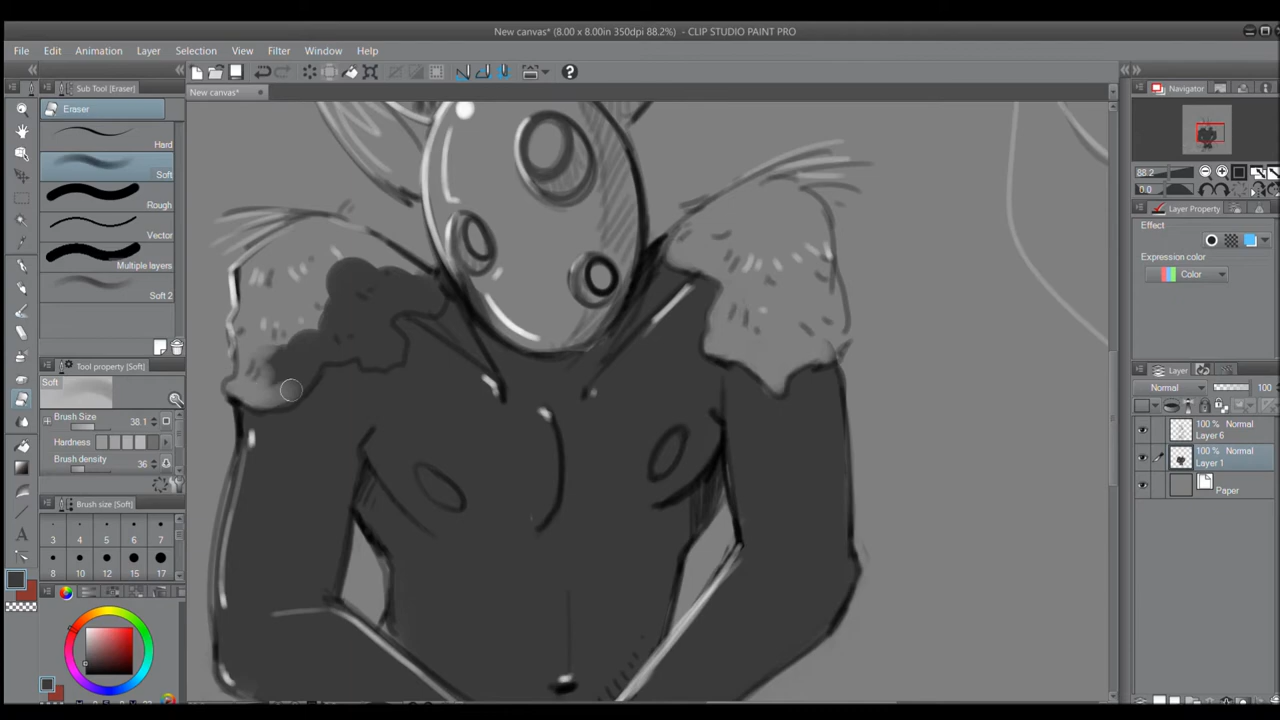 New canvas* (8.00 x 8.00in 350dpi 88.2%) - CLIP STUDIO PAINT PRO
File Edit Animation Layer Selection View Filter Window Help
Sub Tool [Eraser]
New canvas*
Eraser
Hard
Soft
Rough
Vector
Multiple layers
Soft 2
Tool property [Soft]
Soft
Brush Size 38.1
Hardness
Brush density 36
Brush size [Soft]
3 4 5 6 7
8 10 12 15 17
Navigator
88.2
0.0
Layer Property
Effect
Expression color
Color
Layer
Normal 100
100 % Normal
Layer 6
100 % Normal
Layer 1
Paper